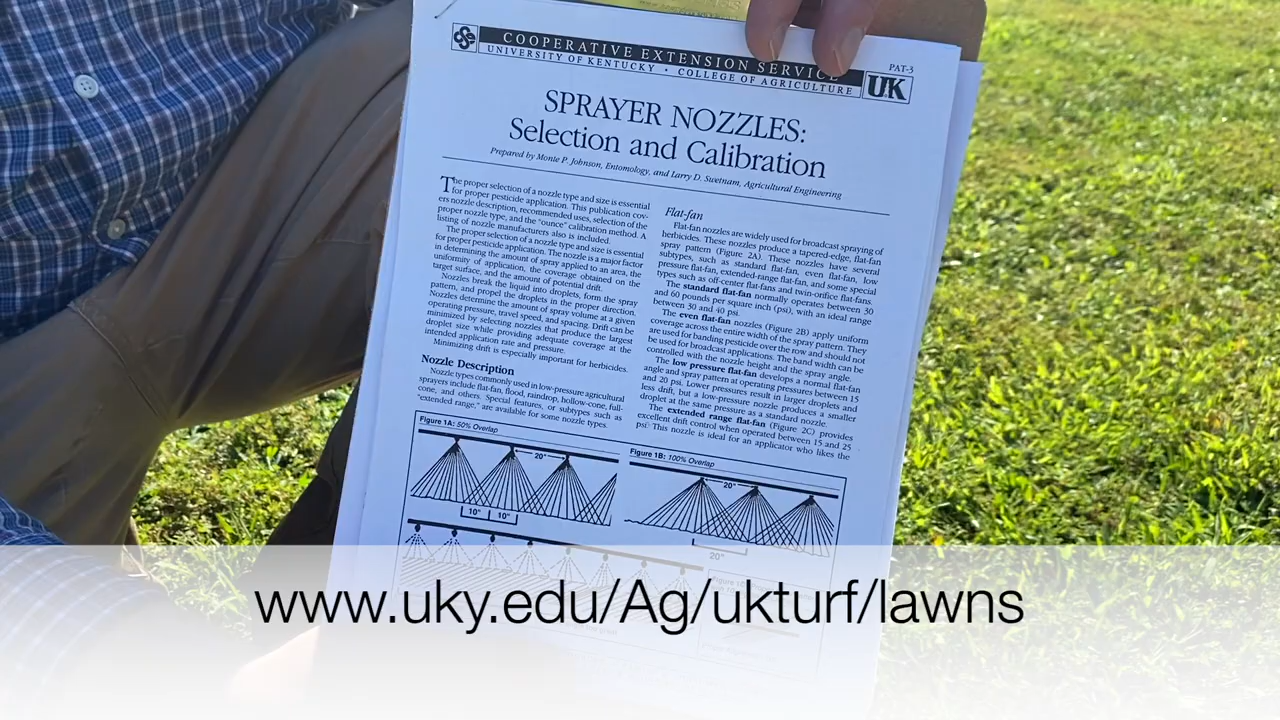 COOPERATIVE EXTENSION SERVICE
UNIVERSITY OF KENTUCKY • COLLEGE OF AGRICULTURE
PAT-3
UK
SPRAYER NOZZLES:
Selection and Calibration
Prepared by Monte P. Johnson, Entomology, and Larry D. Swetnam, Agricultural Engineering
The proper selection of a nozzle type and size is essential
for proper pesticide application. This publication cov-
ers nozzle description, recommended uses, selection of the
proper nozzle type, and the "ounce" calibration method. A
listing of nozzle manufacturers also is included.
The proper selection of a nozzle type and size is essential
for proper pesticide application. The nozzle is a major factor
in determining the amount of spray applied to an area, the
uniformity of application, the coverage obtained on the
target surface, and the amount of potential drift.
Nozzles break the liquid into droplets, form the spray
pattern, and propel the droplets in the proper direction.
Nozzles determine the amount of spray volume at a given
operating pressure, travel speed, and spacing. Drift can be
minimized by selecting nozzles that produce the largest
droplet size while providing adequate coverage at the
intended application rate and pressure.
Minimizing drift is especially important for herbicides.
Nozzle Description
Nozzle types commonly used in low-pressure agricultural
sprayers include flat-fan, flood, raindrop, hollow-cone, full-
cone, and others. Special features, or subtypes such as
"extended range," are available for some nozzle types.
Flat-fan
Flat-fan nozzles are widely used for broadcast spraying of
herbicides. These nozzles produce a tapered-edge, flat-fan
spray pattern (Figure 2A). These nozzles have several
subtypes, such as standard flat-fan, even flat-fan, low
pressure flat-fan, extended-range flat-fan, and some special
types such as off-center flat-fans and twin-orifice flat-fans.
The standard flat-fan normally operates between 30
and 60 pounds per square inch (psi), with an ideal range
between 30 and 40 psi.
The even flat-fan nozzles (Figure 2B) apply uniform
coverage across the entire width of the spray pattern. They
are used for banding pesticide over the row and should not
be used for broadcast applications. The band width can be
controlled with the nozzle height and the spray angle.
The low pressure flat-fan develops a normal flat-fan
angle and spray pattern at operating pressures between 15
and 20 psi. Lower pressures result in larger droplets and
less drift, but a low-pressure nozzle produces a smaller
droplet at the same pressure as a standard nozzle.
The extended range flat-fan (Figure 2C) provides
excellent drift control when operated between 15 and 25
psi. This nozzle is ideal for an applicator who likes the
Figure 1A: 50% Overlap
20"
10" 10"
Figure 1B: 100% Overlap
20"
20"
www.uky.edu/Ag/ukturf/lawns